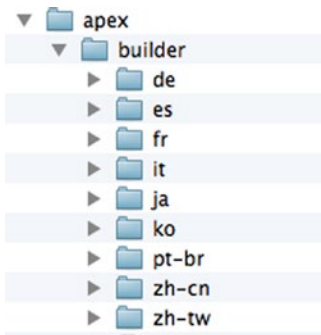 apex
builder
de
es
fr
it
ja
ko
pt-br
zh-cn
zh-tw